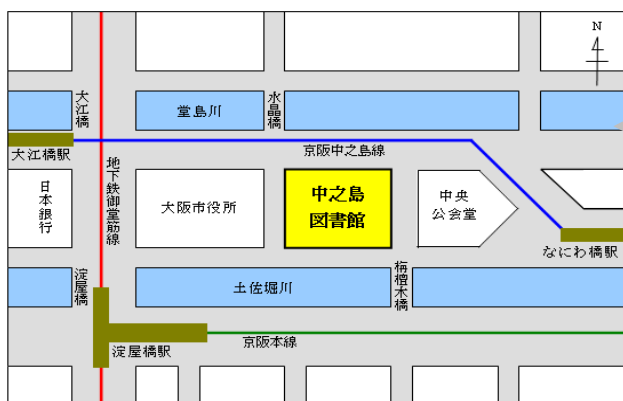 N
大江橋
堂島川
水晶橋
大江橋駅
京阪中之島線
地下鉄御堂筋線
日本銀行
大阪市役所
中之島
図書館
中央
公会堂
なにわ橋駅
淀屋橋
土佐堀川
栴檀木橋
淀屋橋駅
京阪本線